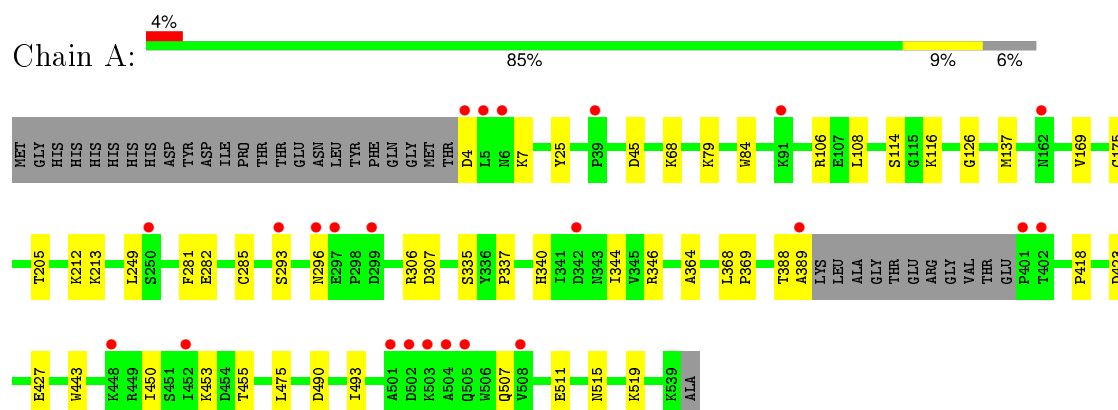 4%
Chain A:
85%
9%
6%
MET GLY HIS HIS HIS HIS HIS HIS ASP TYR ASP ILE PRO THR THR GLU ASN LEU TYR PHE GLN GLY MET THR D4 L5 N6 K7 Y25 P39 D45 K68 K79 W84 K91 R106 E107 L108 S114 G115 K116 G126 M137 N162 V169
T205 K212 K213 L249 S250 F281 E282 C285 S293 N296 E297 P298 D299 R306 D307 S335 Y336 P337 H340 I341 D342 N343 I344 V345 R346 A364 L368 P369 T388 A389 LYS LEU ALA GLY THR GLU ARG GLY VAL THR GLU P401 T402 P418
E427 W443 K448 R449 I450 S451 I452 K453 D454 T455 L475 D490 I493 A501 D502 K503 A504 Q505 W506 Q507 V508 E511 N515 K519 K539 ALA